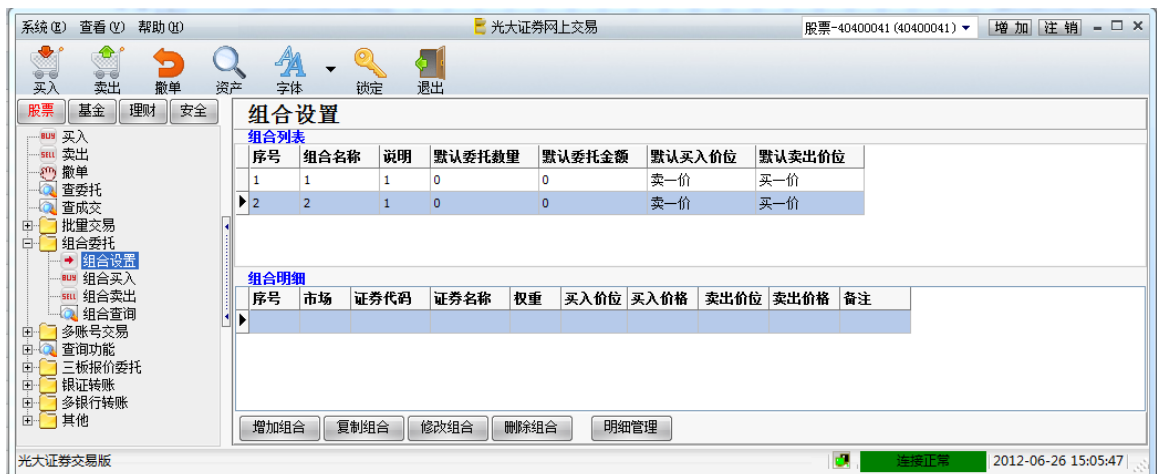 系统(E) 查看(V) 帮助(H) 光大证券网上交易 股票-40400041(40400041) 增加 注销
买入 卖出 撤单 资产 字体 锁定 退出
股票 基金 理财 安全
BUY 买入
SELL 卖出
撤单
查委托
查成交
批量交易
组合委托
组合设置
BUY 组合买入
SELL 组合卖出
组合查询
多账号交易
查询功能
三板报价委托
银证转账
多银行转账
其他
组合设置
组合列表
序号 组合名称 说明 默认委托数量 默认委托金额 默认买入价位 默认卖出价位
1 1 1 0 0 卖一价 买一价
2 2 1 0 0 卖一价 买一价
组合明细
序号 市场 证券代码 证券名称 权重 买入价位 买入价格 卖出价位 卖出价格 备注
增加组合 复制组合 修改组合 删除组合 明细管理
光大证券交易版 连接正常 2012-06-26 15:05:47